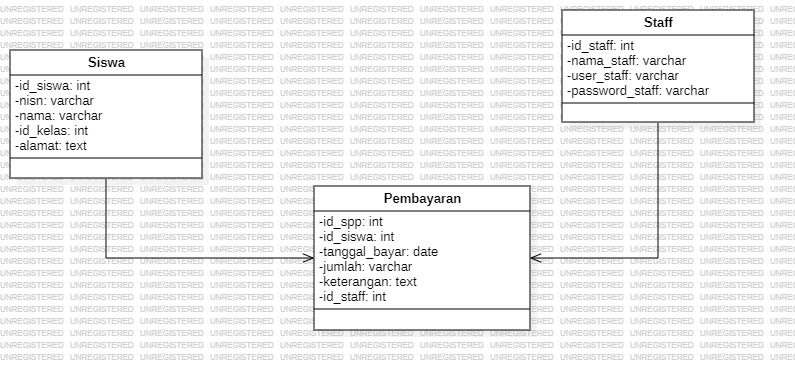 Siswa
-id_siswa: int
-nisn: varchar
-nama: varchar
-id_kelas: int
-alamat: text
Staff
-id_staff: int
-nama_staff: varchar
-user_staff: varchar
-password_staff: varchar
Pembayaran
-id_spp: int
-id_siswa: int
-tanggal_bayar: date
-jumlah: varchar
-keterangan: text
-id_staff: int
UNREGISTERED